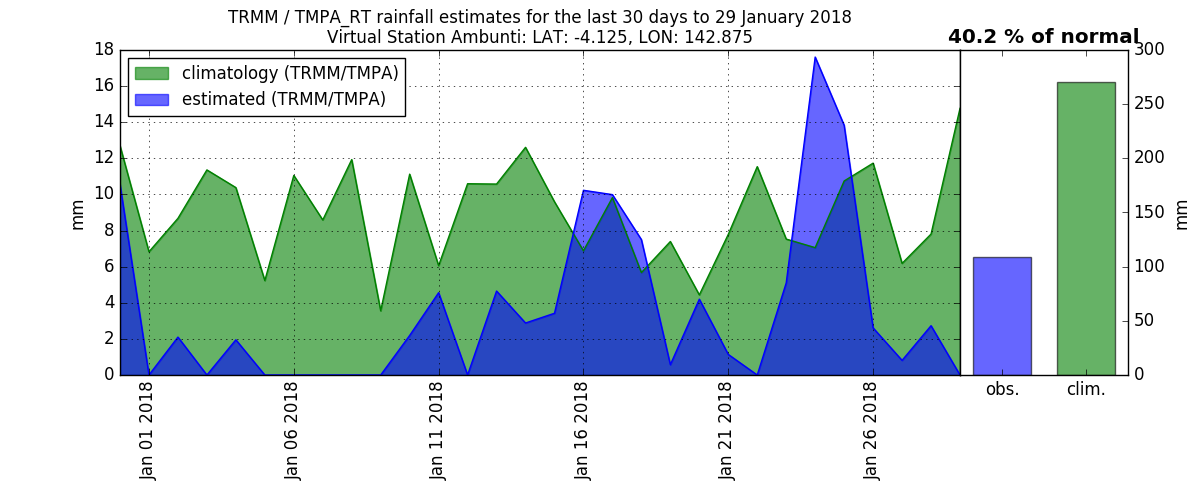 TRMM / TMPA_RT rainfall estimates for the last 30 days to 29 January 2018
Virtual Station Ambunti: LAT: -4.125, LON: 142.875
40.2 % of normal
climatology (TRMM/TMPA)
estimated (TRMM/TMPA)
18
16
14
12
10
8
6
4
2
0
mm
Jan 01 2018
Jan 06 2018
Jan 11 2018
Jan 16 2018
Jan 21 2018
Jan 26 2018
obs.
clim.
300
250
200
150
100
50
0
mm